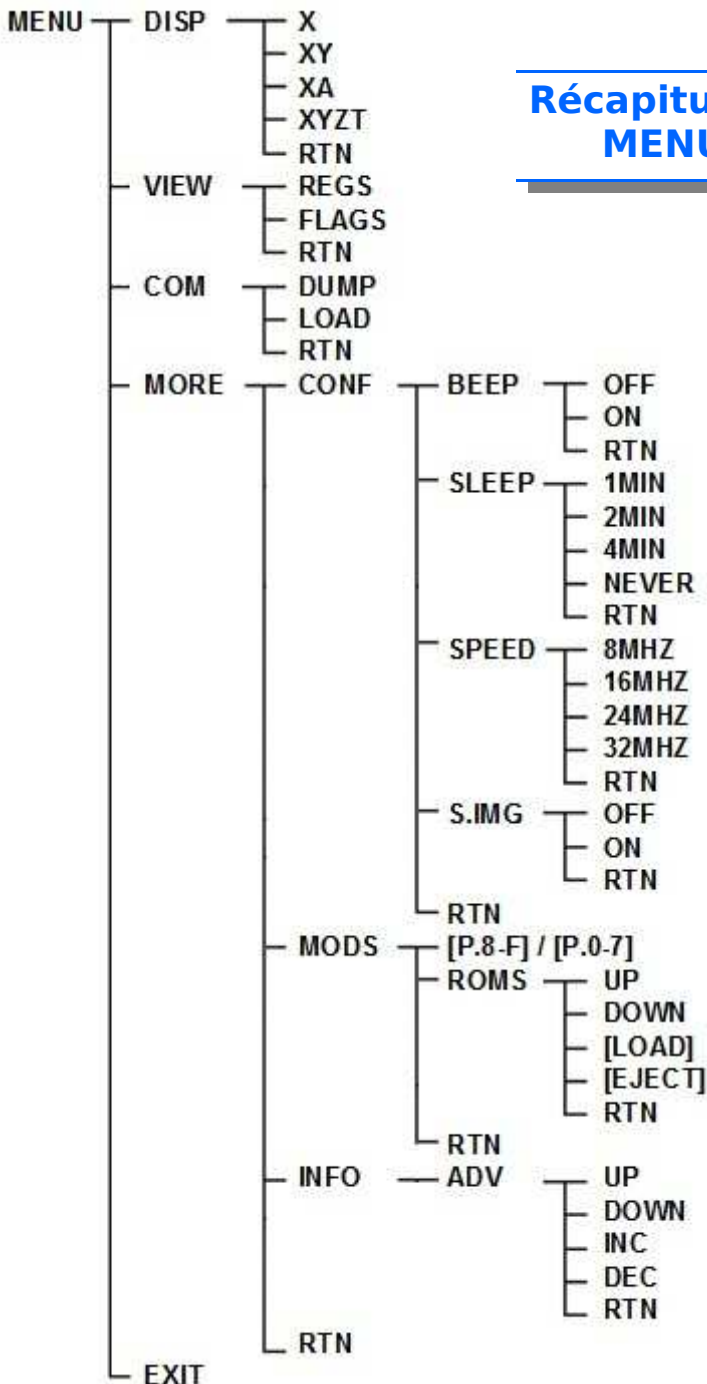 MENU DISP X
XY
XA
XYZT
RTN
Récapitu
MENU
VIEW REGS
FLAGS
RTN
COM DUMP
LOAD
RTN
MORE CONF BEEP OFF
ON
RTN
SLEEP 1MIN
2MIN
4MIN
NEVER
RTN
SPEED 8MHZ
16MHZ
24MHZ
32MHZ
RTN
S.IMG OFF
ON
RTN
RTN
MODS [P.8-F] / [P.0-7]
ROMS UP
DOWN
[LOAD]
[EJECT]
RTN
RTN
INFO ADV UP
DOWN
INC
DEC
RTN
RTN
EXIT